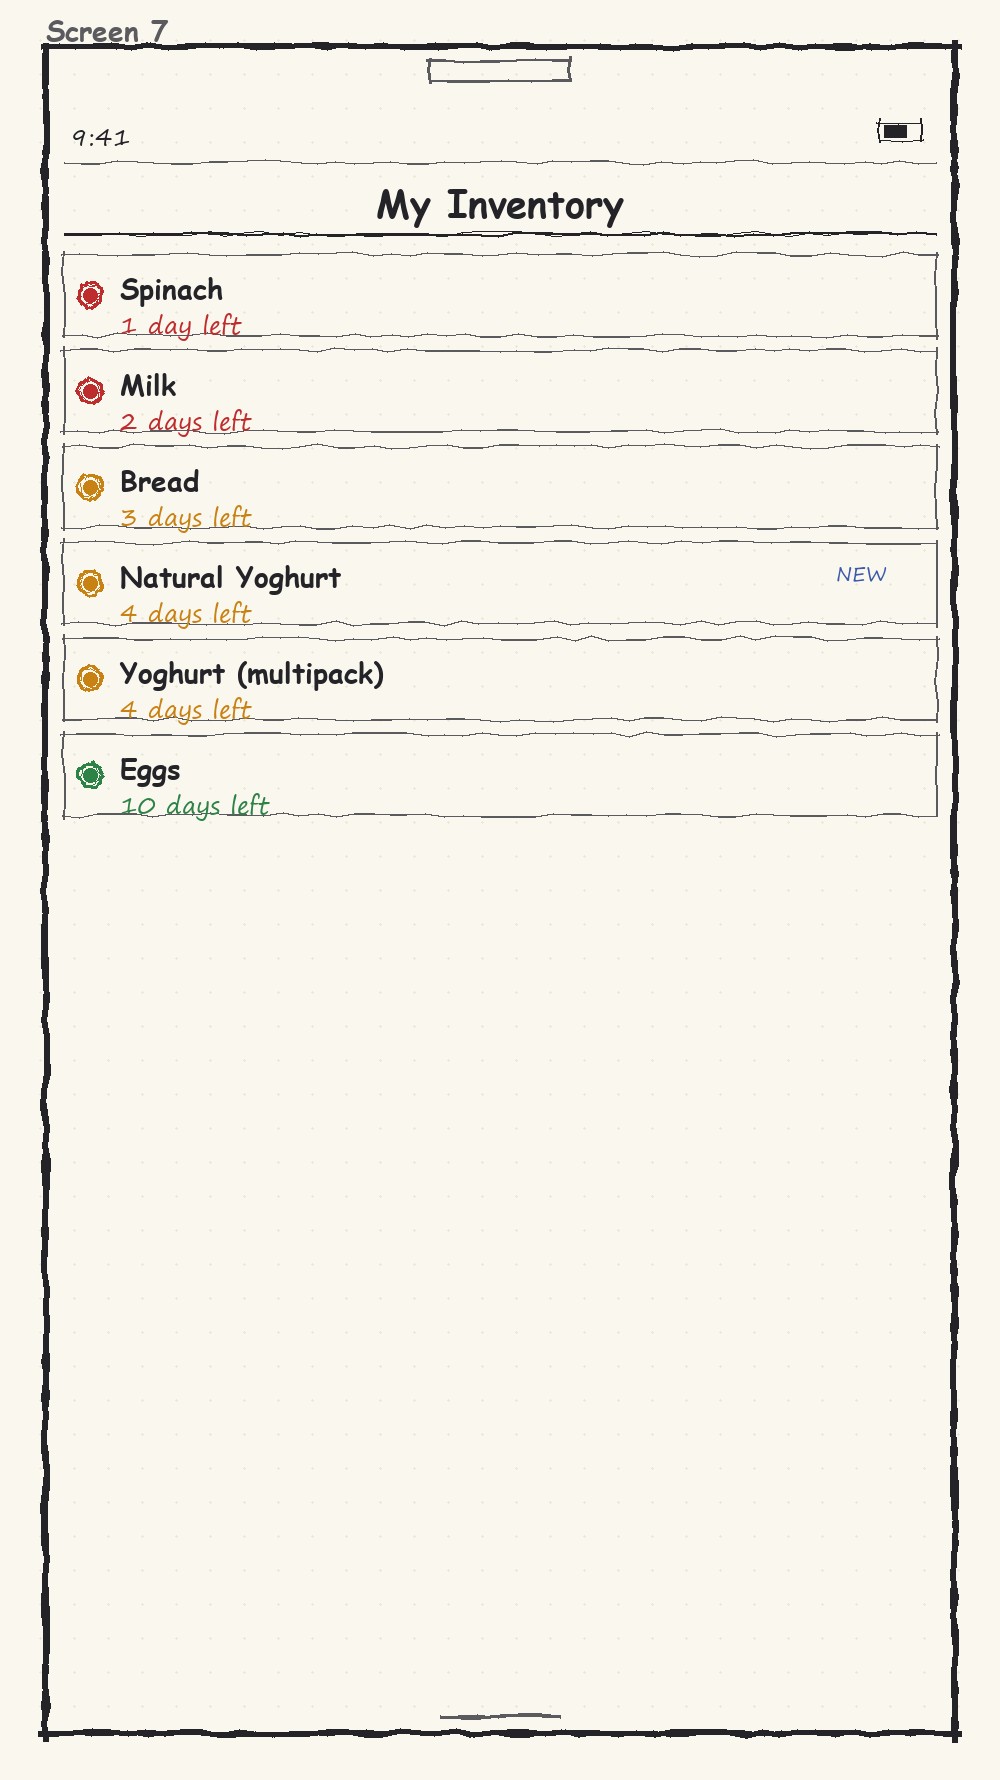 Screen 7
9:41
My Inventory
Spinach
1 day left
Milk
2 days left
Bread
3 days left
Natural Yoghurt
NEW
4 days left
Yoghurt (multipack)
4 days left
Eggs
10 days left